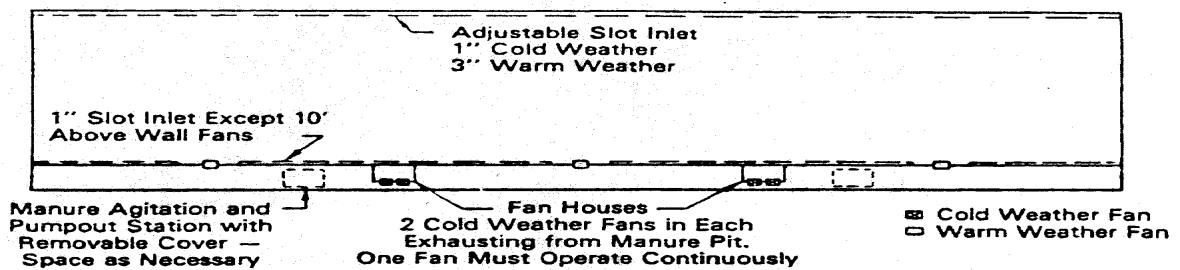 Adjustable Slot Inlet
1" Cold Weather
3" Warm Weather
1" Slot Inlet Except 10'
Above Wall Fans
Manure Agitation and
Pumpout Station with
Removable Cover —
Space as Necessary
Fan Houses
2 Cold Weather Fans in Each
Exhausting from Manure Pit.
One Fan Must Operate Continuously
Cold Weather Fan
Warm Weather Fan